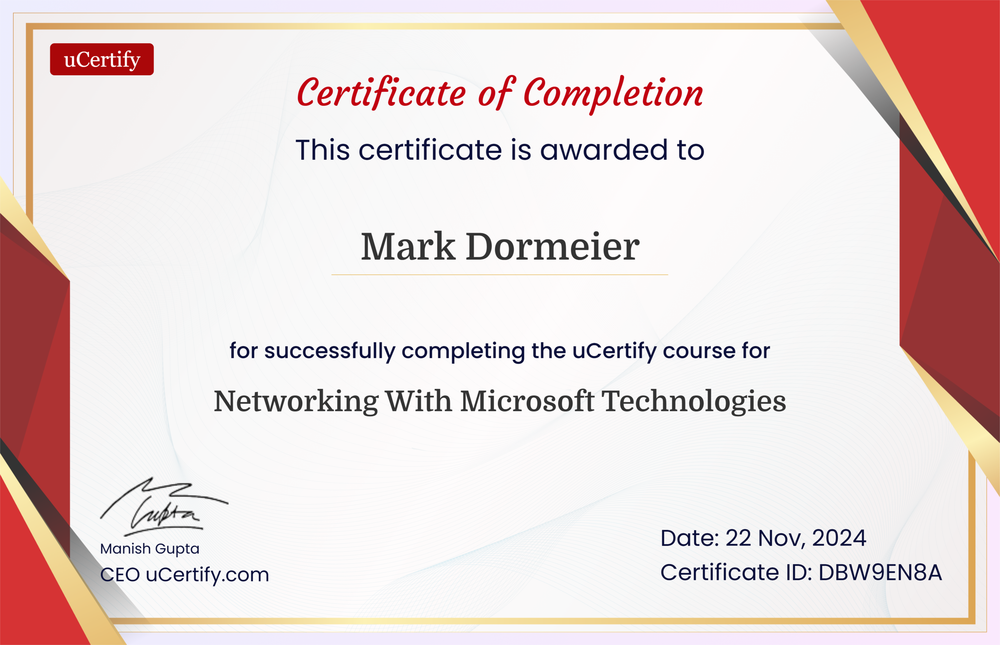 uCertify
Certificate of Completion
This certificate is awarded to
Mark Dormeier
for successfully completing the uCertify course for
Networking With Microsoft Technologies
Gupta
Manish Gupta
CEO uCertify.com
Date: 22 Nov, 2024
Certificate ID: DBW9EN8A